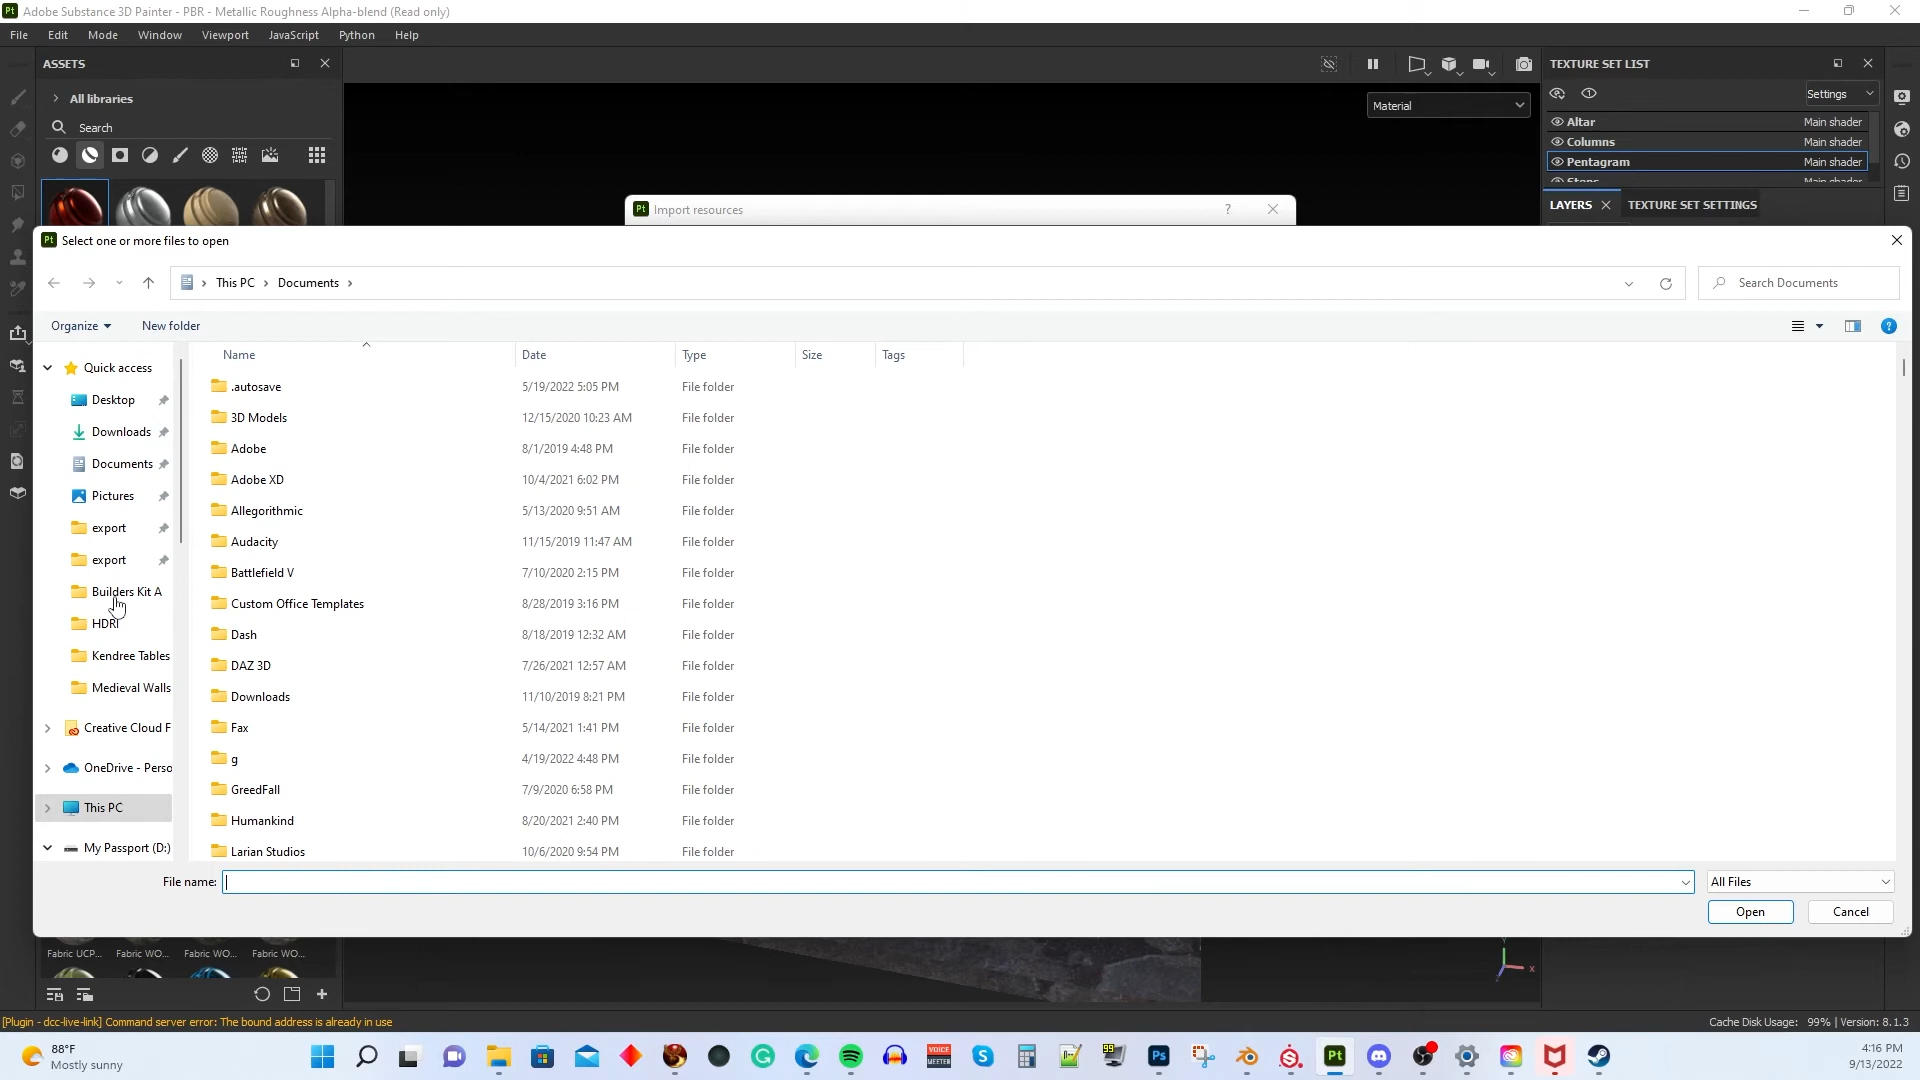 Pt Adobe Substance 3D Painter - PBR - Metallic Roughness Alpha-blend (Read only)
File Edit Mode Window Viewport JavaScript Python Help
ASSETS
All libraries
Search
Material
TEXTURE SET LIST
Settings
Altar Main shader
Columns Main shader
Pentagram Main shader
Steps Main shader
LAYERS TEXTURE SET SETTINGS
Pt Import resources ?
Pt Select one or more files to open
This PC > Documents >
Search Documents
Organize New folder
Name Date Type Size Tags
Quick access
Desktop
Downloads
Documents
Pictures
export
export
Builders Kit A
HDRI
Kendree Tables
Medieval Walls
Creative Cloud F
OneDrive - Perso
This PC
My Passport (D:)
.autosave 5/19/2022 5:05 PM File folder
3D Models 12/15/2020 10:23 AM File folder
Adobe 8/1/2019 4:48 PM File folder
Adobe XD 10/4/2021 6:02 PM File folder
Allegorithmic 5/13/2020 9:51 AM File folder
Audacity 11/15/2019 11:47 AM File folder
Battlefield V 7/10/2020 2:15 PM File folder
Custom Office Templates 8/28/2019 3:16 PM File folder
Dash 8/18/2019 12:32 AM File folder
DAZ 3D 7/26/2021 12:57 AM File folder
Downloads 11/10/2019 8:21 PM File folder
Fax 5/14/2021 1:41 PM File folder
g 4/19/2022 4:48 PM File folder
GreedFall 7/9/2020 6:58 PM File folder
Humankind 8/20/2021 2:40 PM File folder
Larian Studios 10/6/2020 9:54 PM File folder
File name:
All Files
Open Cancel
Fabric UCP... Fabric WO... Fabric WO... Fabric WO...
Y
X
[Plugin - dcc-live-link] Command server error: The bound address is already in use
Cache Disk Usage: 99% | Version: 8.1.3
88°F
Mostly sunny
VOICE
MEETER
99
Ps
Pt
4:16 PM
9/13/2022